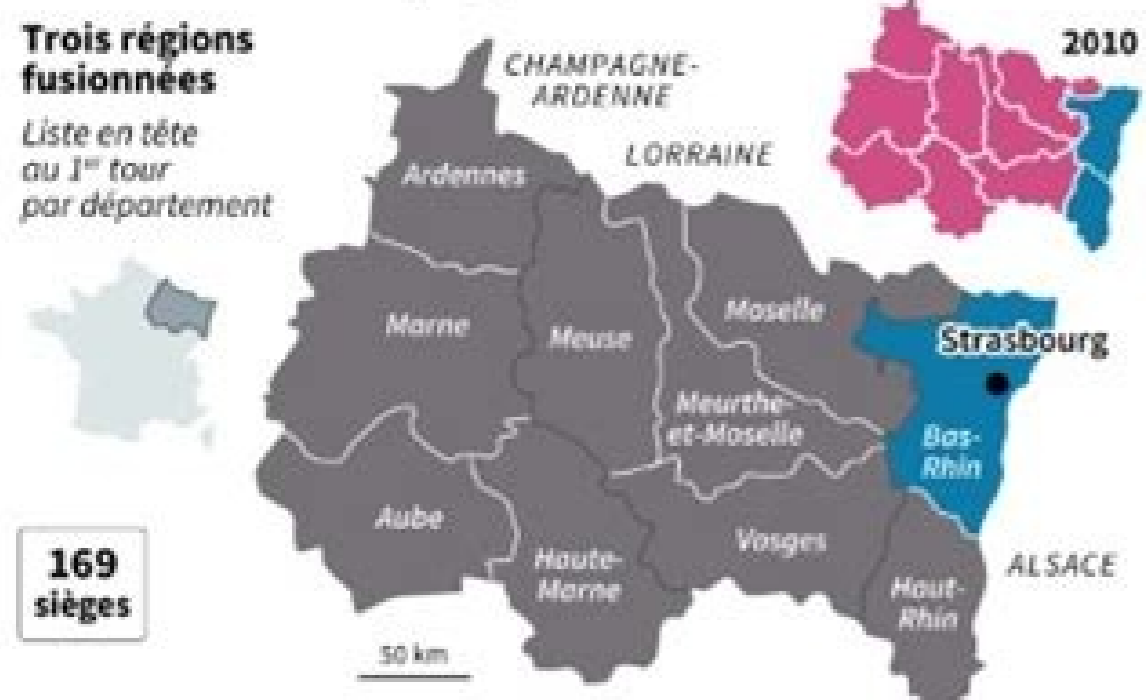 Trois régions
fusionnées
Liste en tête
au 1er tour
par département
CHAMPAGNE-
ARDENNE
LORRAINE
2010
Ardennes
Marne
Meuse
Moselle
Strasbourg
Meurthe-
et-Moselle
Bas-
Rhin
Aube
Haute-
Marne
Vosges
Haut-
Rhin
ALSACE
169
sièges
50 km